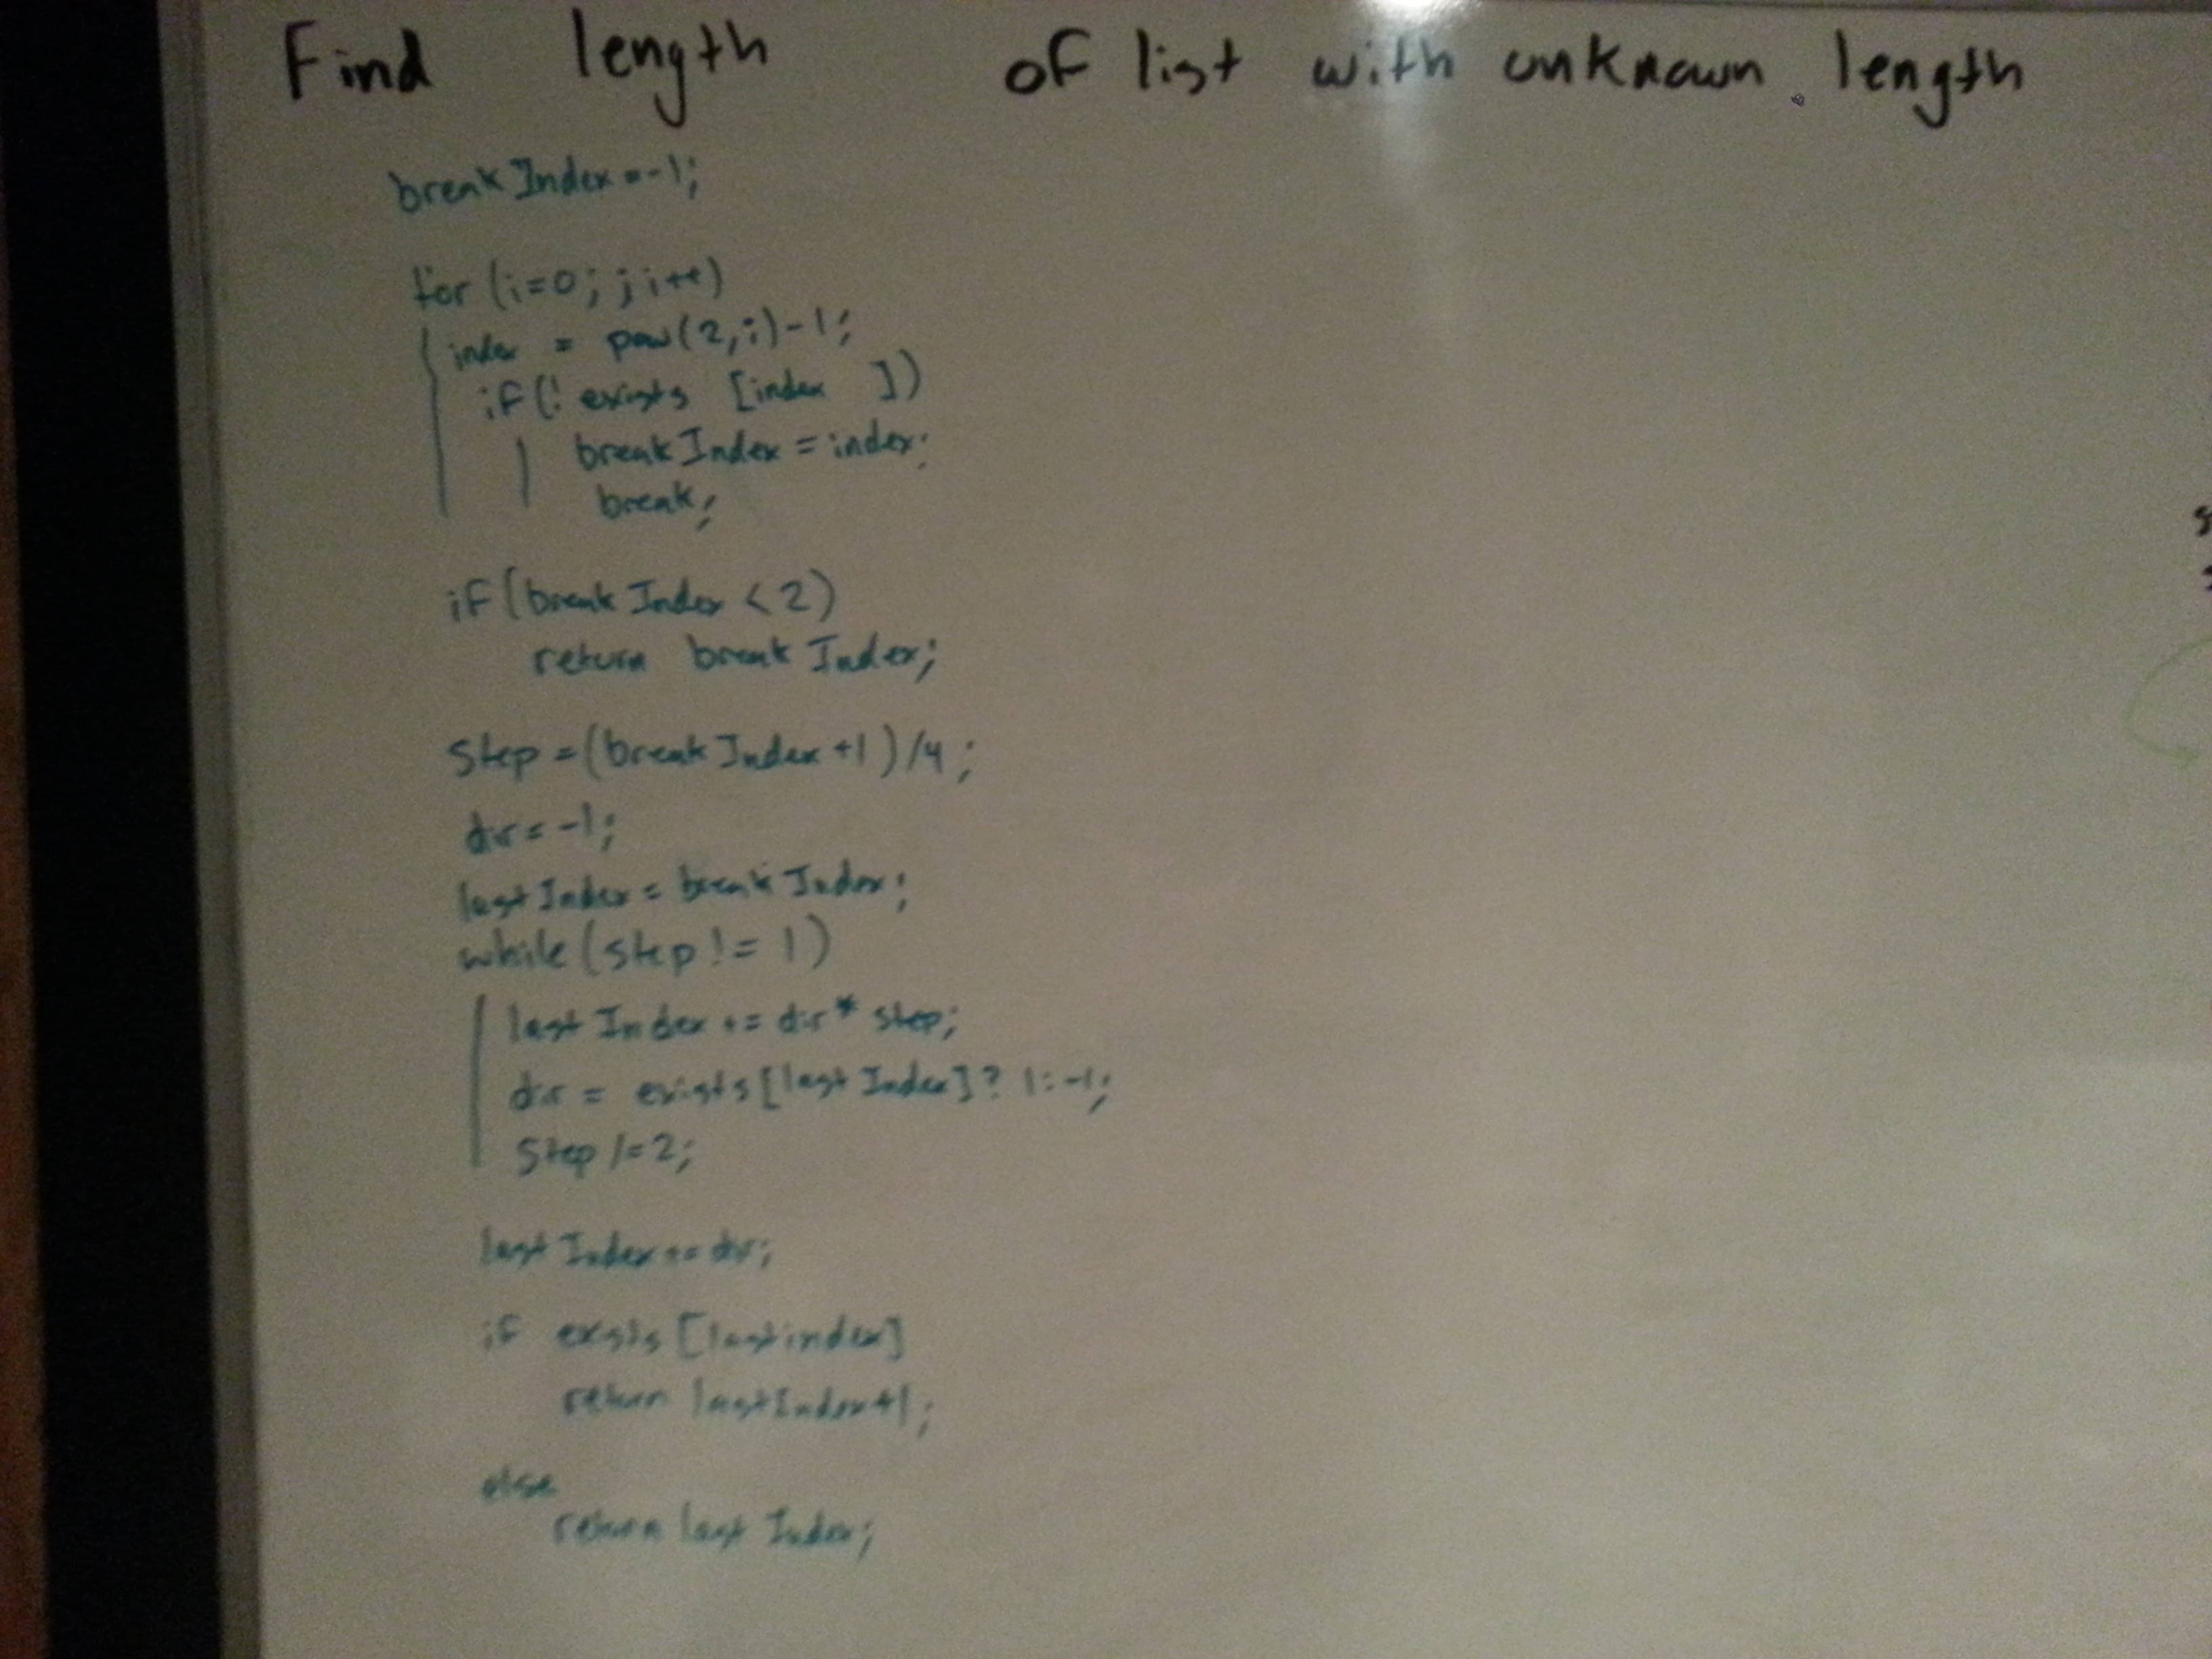 Find length of list with unknown length
breakIndex=-1;
for (i=0; ; i++)
index = pow(2,i)-1;
if(! exists [index ])
breakIndex = index;
break;
if(breakIndex < 2)
return breakIndex;
Step =(breakIndex +1)/4;
dir= -1;
lastIndex = breakIndex;
while (step != 1)
lastIndex += dir* step;
dir = exists[lastIndex]? 1:-1;
Step /=2;
lastIndex += dir;
if exsts [lastindex]
return lastIndex+1;
else
return lastIndex;